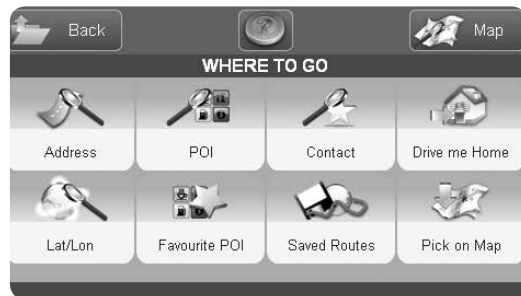 Back
Map
WHERE TO GO
Address POI Contact Drive me Home
Lat/Lon Favourite POI Saved Routes Pick on Map